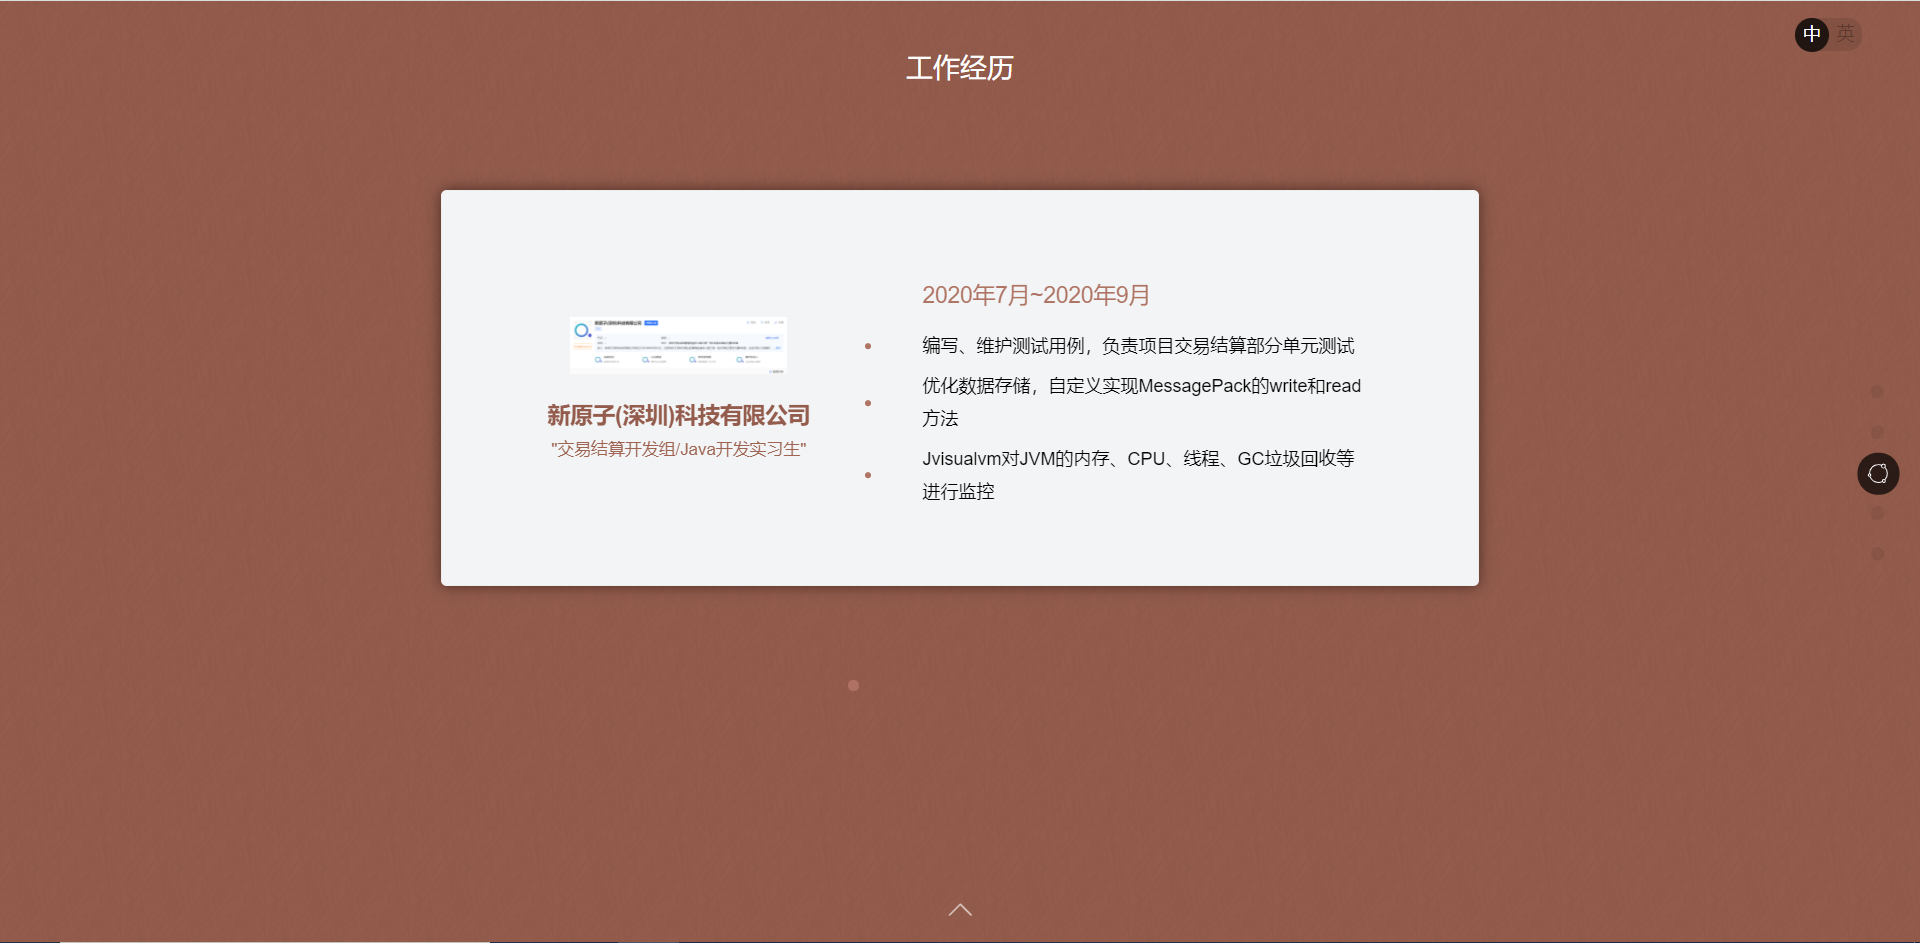 中 英
工作经历
2020年7月~2020年9月
编写、维护测试用例，负责项目交易结算部分单元测试
优化数据存储，自定义实现MessagePack的write和read
方法
Jvisualvm对JVM的内存、CPU、线程、GC垃圾回收等
进行监控
新原子(深圳)科技有限公司
"交易结算开发组/Java开发实习生"